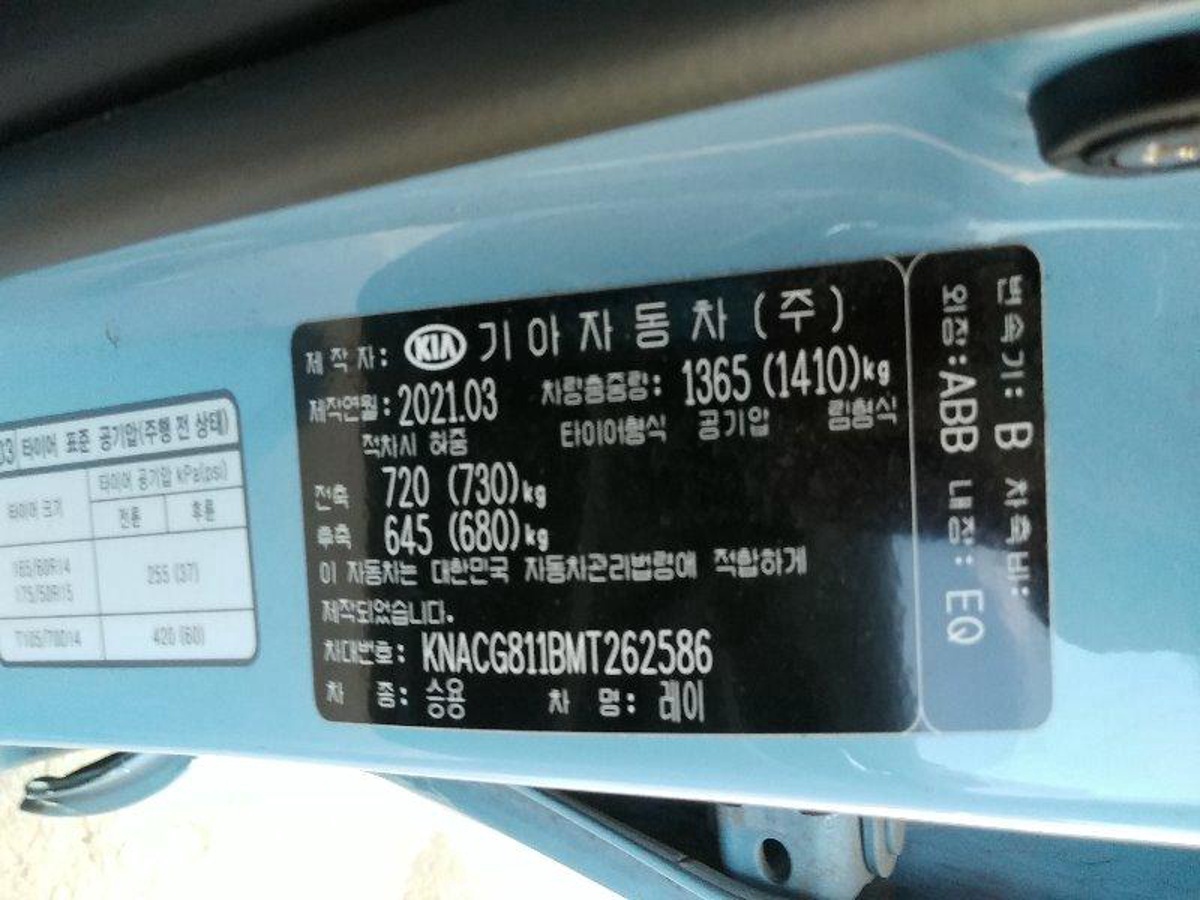 03 타이어 표준 공기압(주행 전 상태)
타이어 크기 타이어 공기압 kPa(psi)
전륜 후륜
165/60R14
175/50R15
255 (37)
T105/70D14 420 (60)
제 작 자: KIA 기 아 자 동 차 (주)
제작연월: 2021.03 차량총중량: 1365 (1410)kg
적차시 하중 타이어형식 공기압 림형식
전축 720 (730)kg
후축 645 (680)kg
이 자동차는 대한민국 자동차관리법령에 적합하게
제작되었습니다.
차대번호: KNACG811BMT262586
차 종: 승용 차 명: 레이
변속기: B 차축비:
외장:ABB 내장: EQ